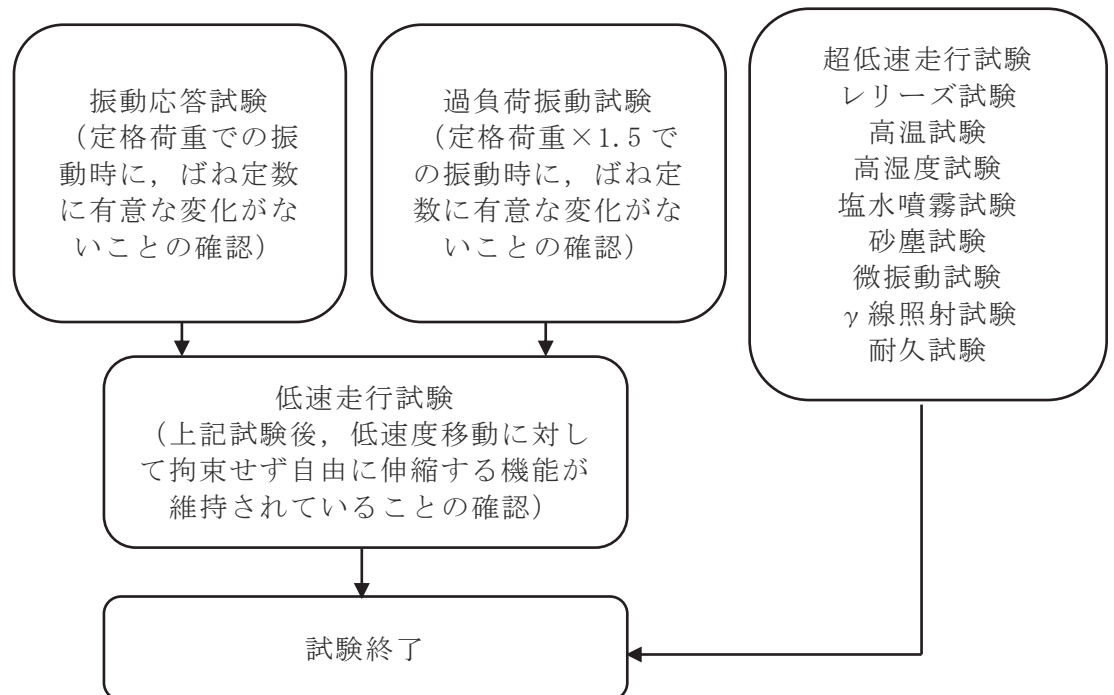 振動応答試験
（定格荷重での振
動時に，ばね定数
に有意な変化がな
いことの確認）
過負荷振動試験
（定格荷重×1.5 で
の振動時に，ばね定
数に有意な変化がな
いことの確認）
超低速走行試験
レリーズ試験
高温試験
高湿度試験
塩水噴霧試験
砂塵試験
微振動試験
γ線照射試験
耐久試験
低速走行試験
（上記試験後，低速度移動に対し
て拘束せず自由に伸縮する機能が
維持されていることの確認）
試験終了